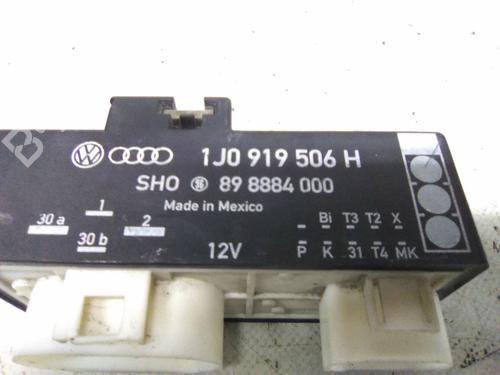 1J0 919 506 H
SHO 89 8884 000
Made in Mexico
30 a 1 2
30 b
12V
Bi T3 T2 X
P K 31 T4 MK